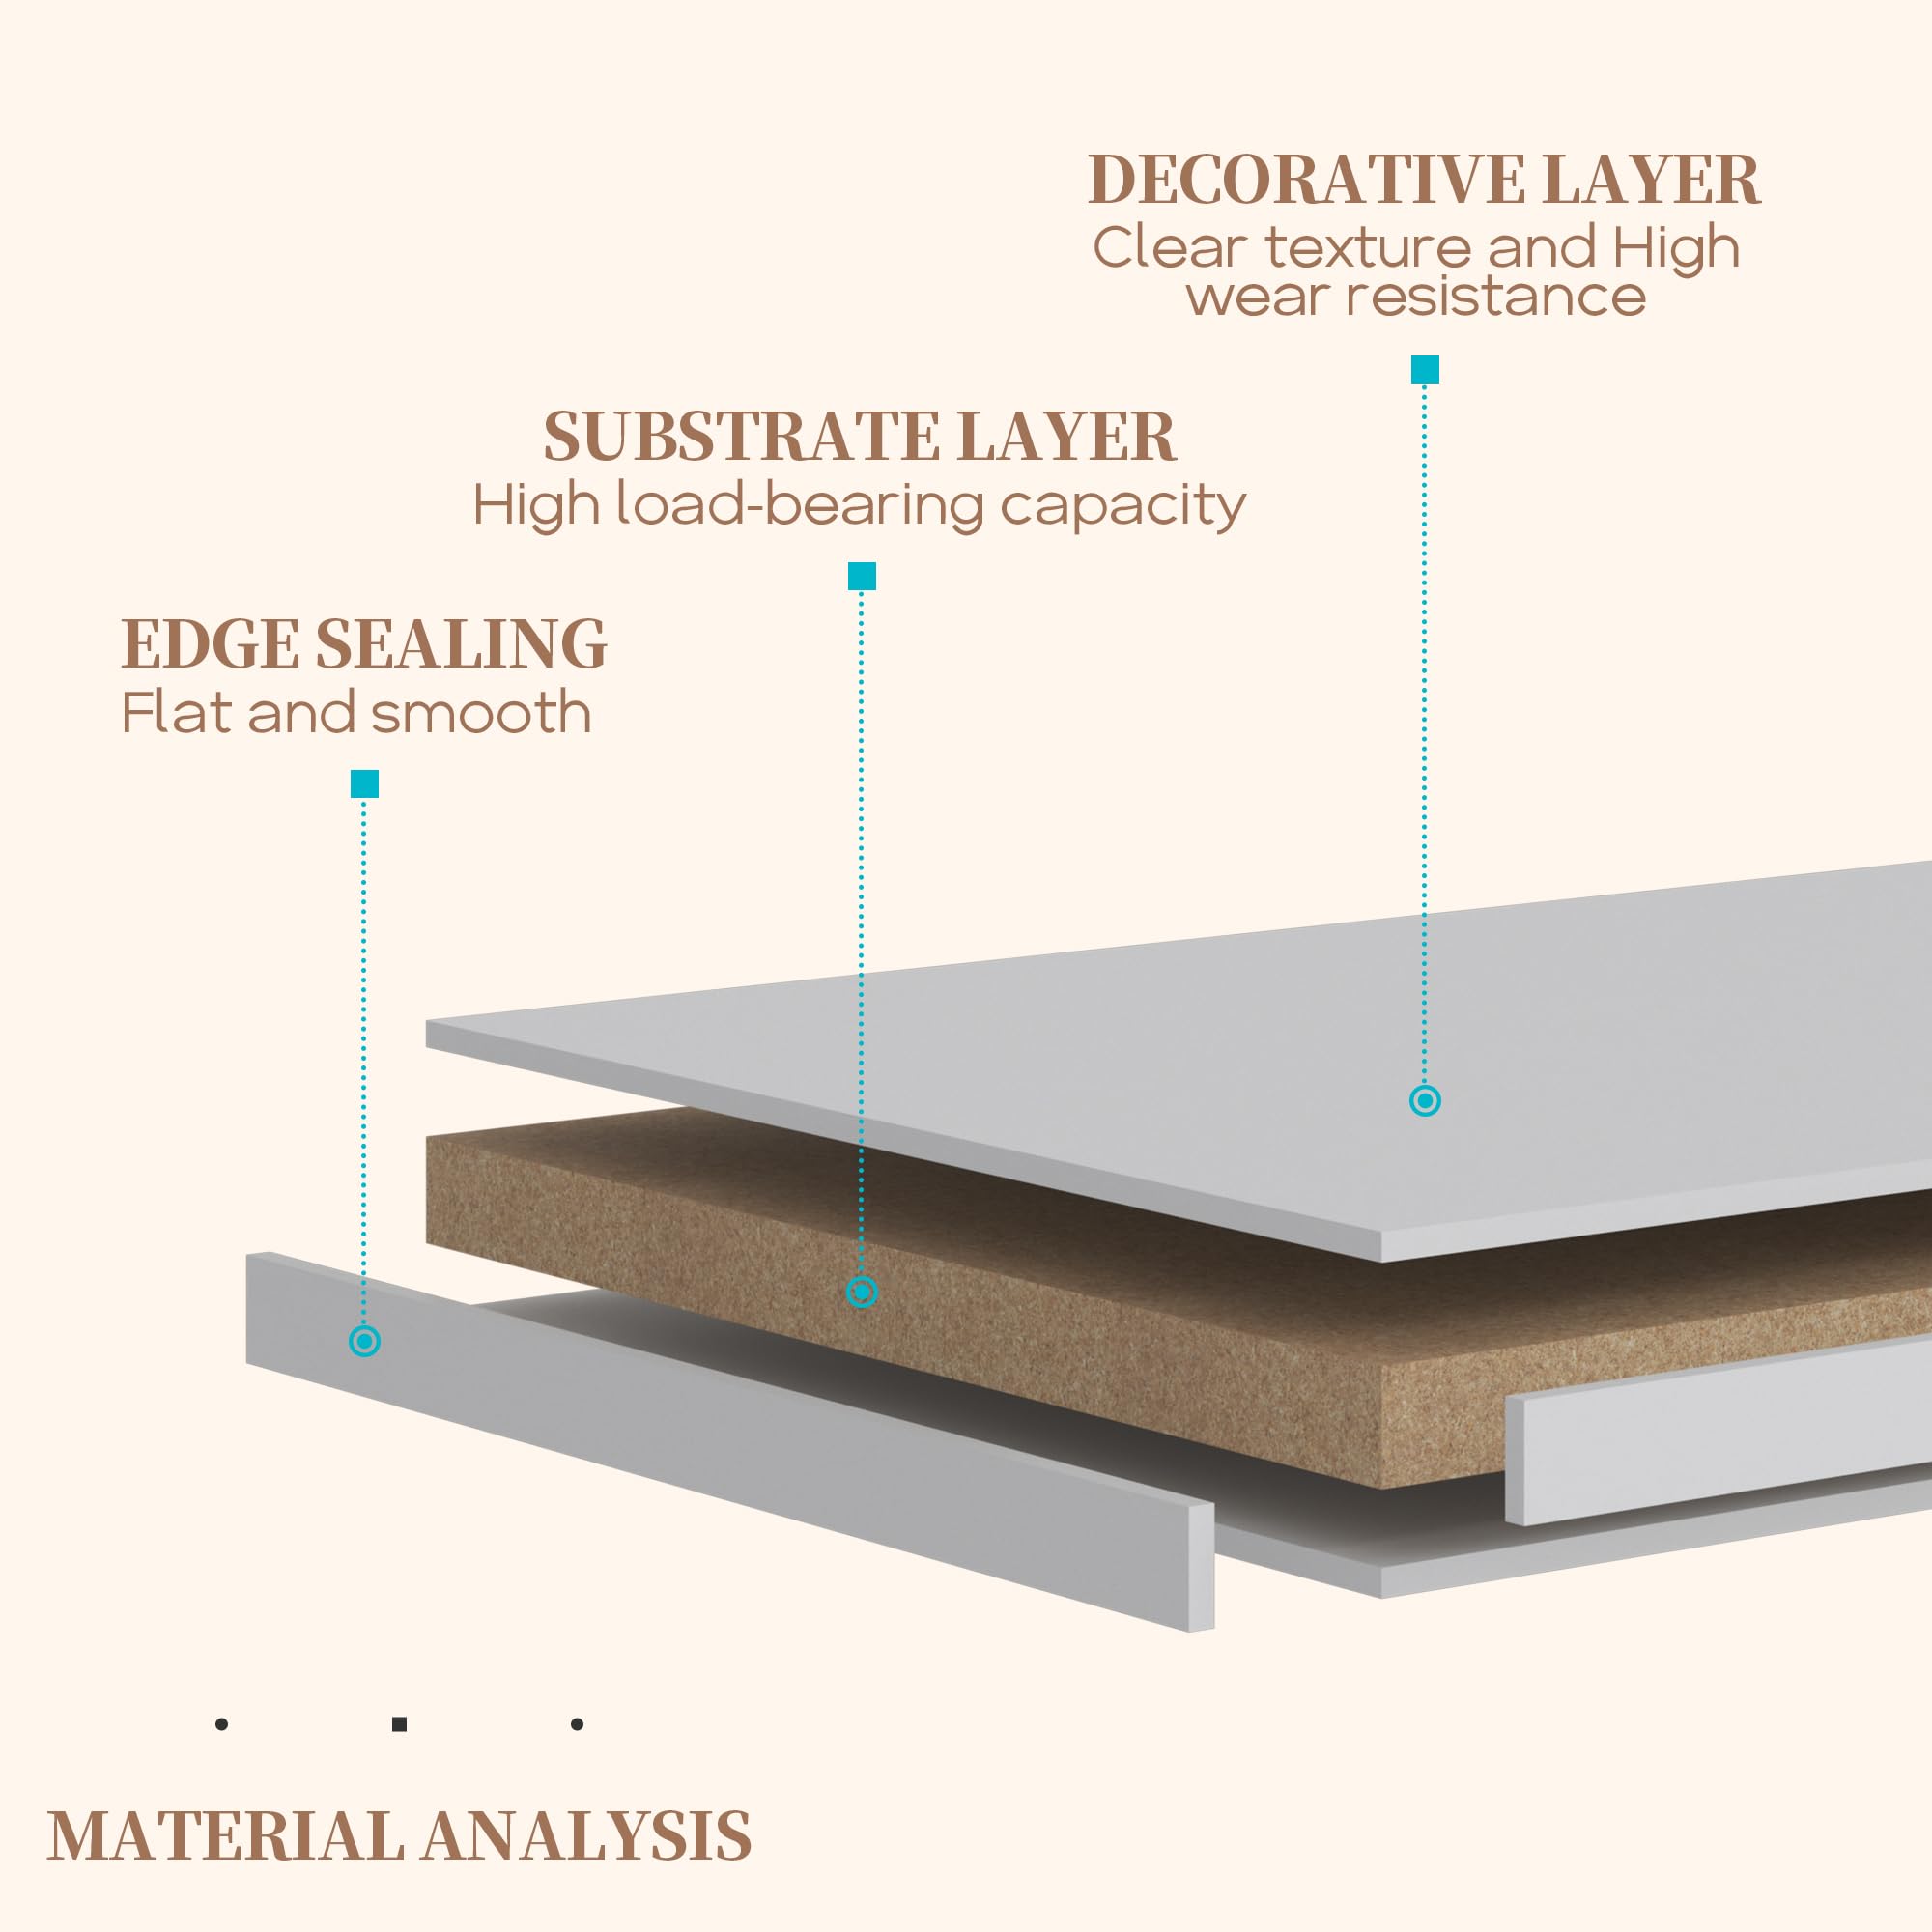 DECORATIVE LAYER
Clear texture and High
wear resistance
SUBSTRATE LAYER
High load-bearing capacity
EDGE SEALING
Flat and smooth
MATERIAL ANALYSIS